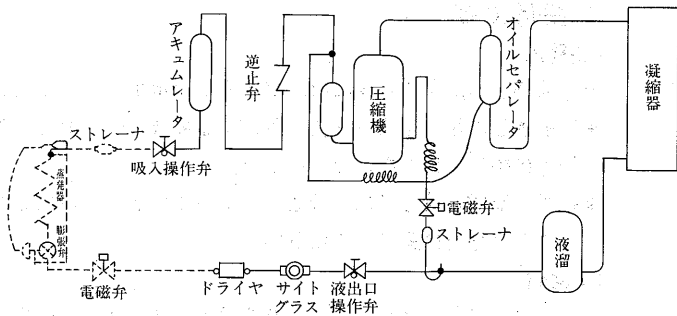 アキュムレータ
逆止弁
圧縮機
オイルセパレータ
凝縮器
ストレーナ
吸入操作弁
蒸発器
膨張弁
電磁弁
ストレーナ
液溜
電磁弁
ドライヤ
サイト
グラス
液出口
操作弁